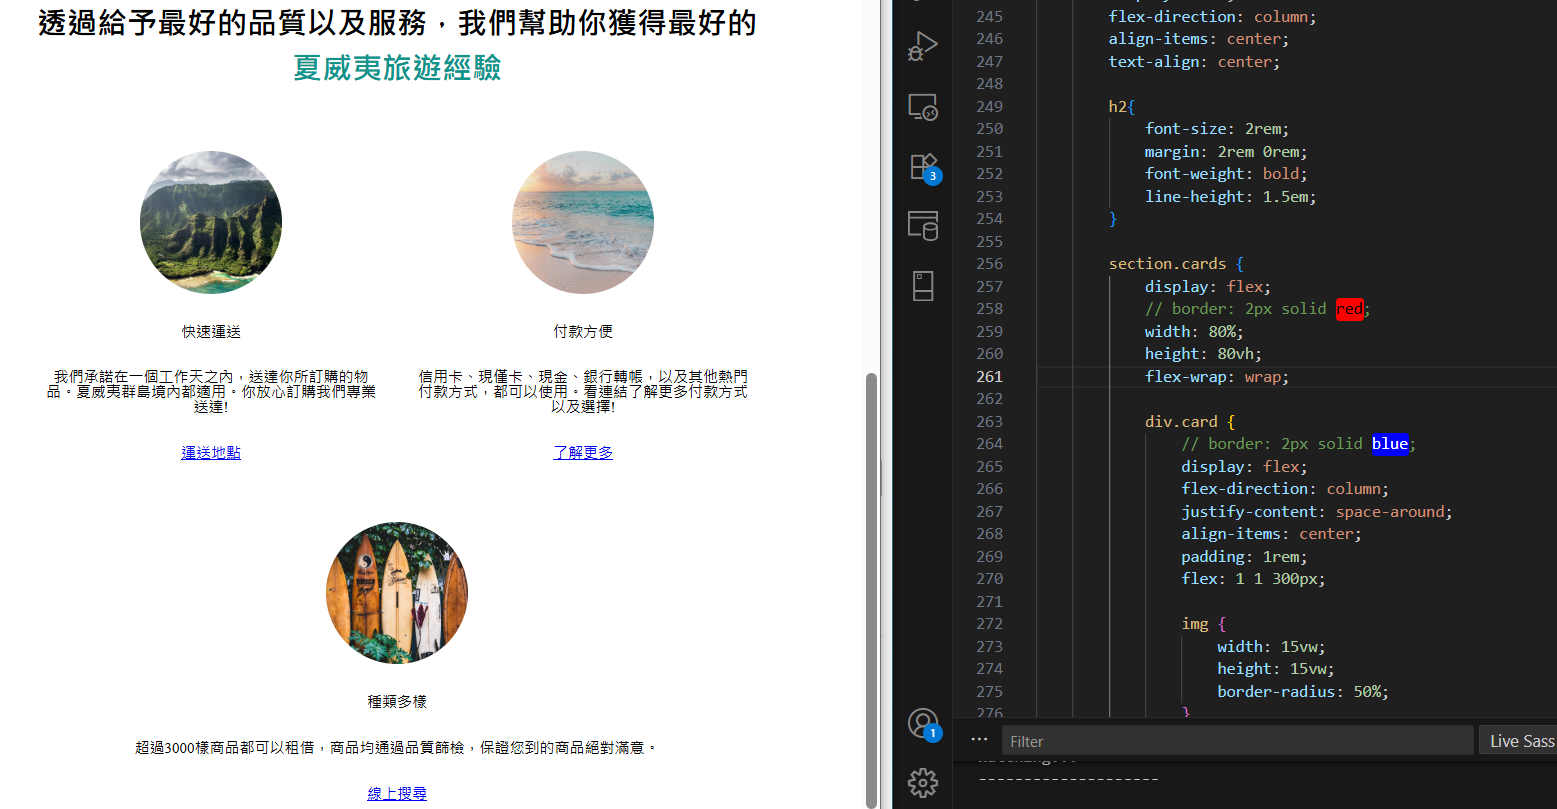 透過給予最好的品質以及服務，我們幫助你獲得最好的
夏威夷旅遊經驗
快速運送
我們承諾在一個工作天之內，送達你所訂購的物
品。夏威夷群島境內都適用。你放心訂購我們專業
送達!
運送地點
付款方便
信用卡、現僅卡、現金、銀行轉帳，以及其他熱門
付款方式，都可以使用。看連結了解更多付款方式
以及選擇!
了解更多
種類多樣
超過3000樣商品都可以租借，商品均通過品質篩檢，保證您到的商品絕對滿意。
線上搜尋
3
1
245 flex-direction: column;
246 align-items: center;
247 text-align: center;
248
249 h2{
250 font-size: 2rem;
251 margin: 2rem 0rem;
252 font-weight: bold;
253 line-height: 1.5em;
254 }
255
256 section.cards {
257 display: flex;
258 // border: 2px solid red;
259 width: 80%;
260 height: 80vh;
261 flex-wrap: wrap;
262
263 div.card {
264 // border: 2px solid blue;
265 display: flex;
266 flex-direction: column;
267 justify-content: space-around;
268 align-items: center;
269 padding: 1rem;
270 flex: 1 1 300px;
271
272 img {
273 width: 15vw;
274 height: 15vw;
275 border-radius: 50%;
276 }
... Filter Live Sass
--------------------